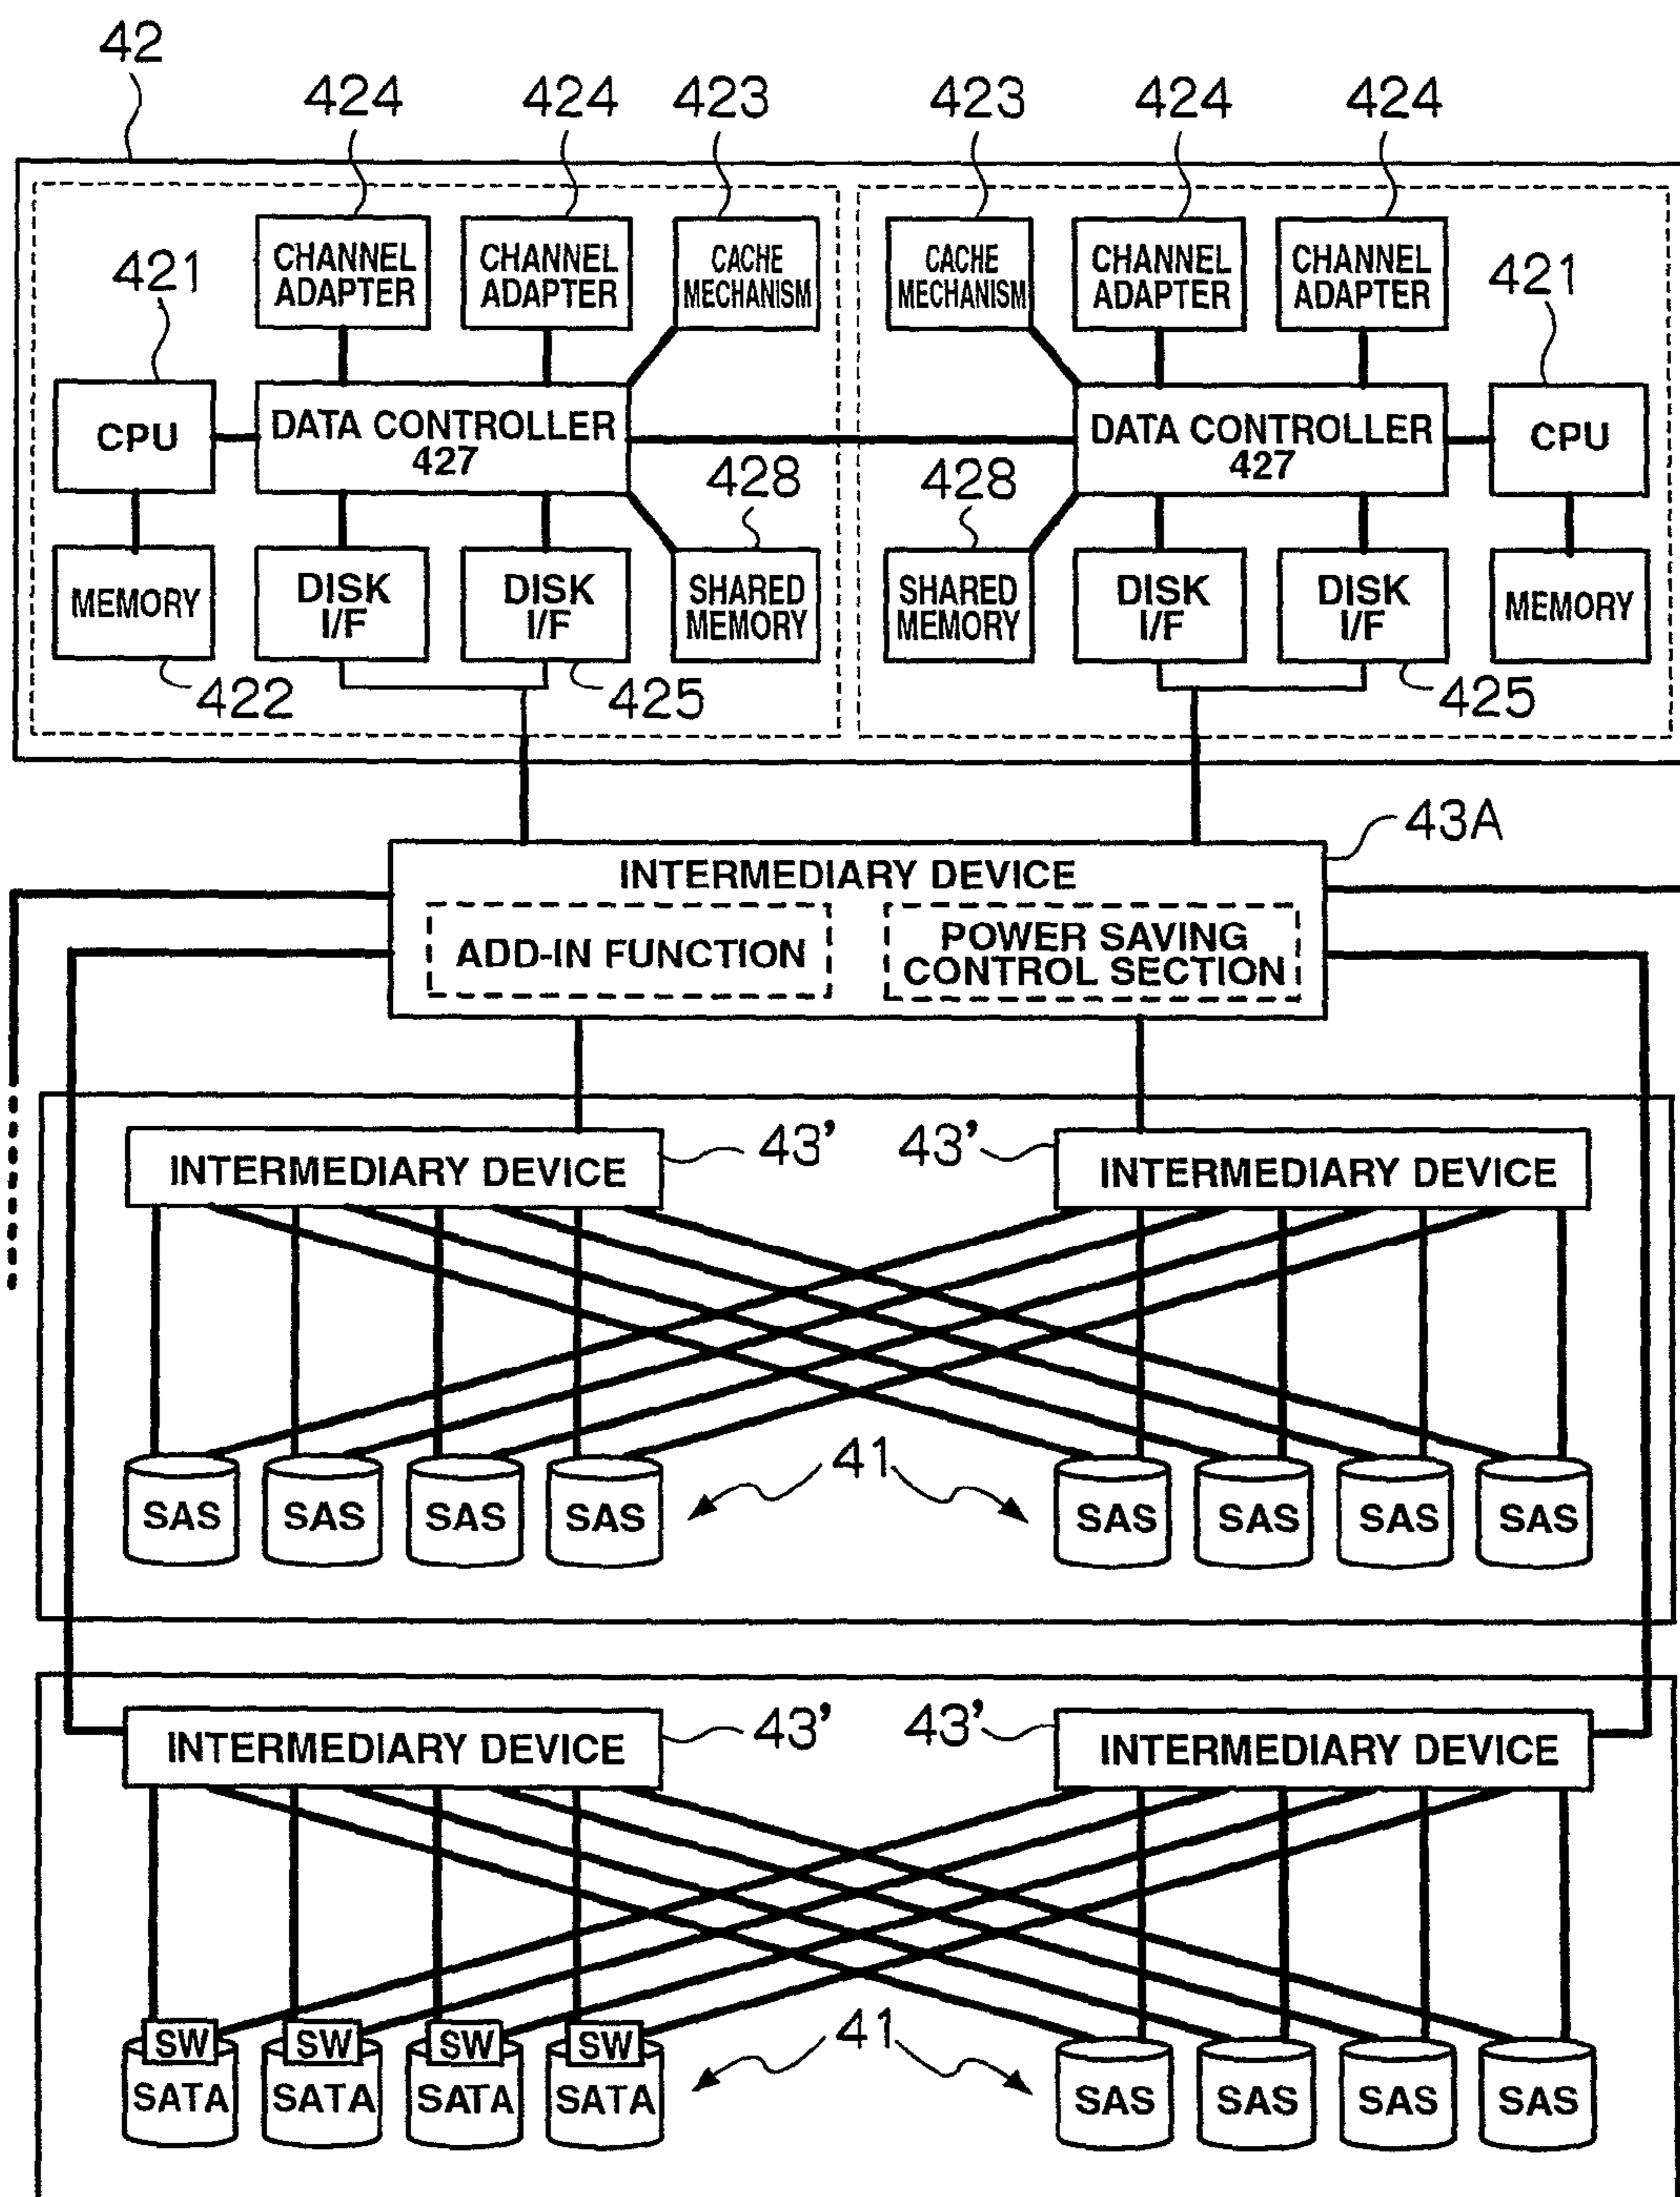 42
424 424 423 423 424 424
CHANNEL ADAPTER
CHANNEL ADAPTER
CACHE MECHANISM
CACHE MECHANISM
CHANNEL ADAPTER
CHANNEL ADAPTER
421 421
CPU
DATA CONTROLLER
427
DATA CONTROLLER
427
CPU
428 428
MEMORY
DISK I/F
DISK I/F
SHARED MEMORY
SHARED MEMORY
DISK I/F
DISK I/F
MEMORY
422 425 425
43A
INTERMEDIARY DEVICE
ADD-IN FUNCTION
POWER SAVING
CONTROL SECTION
43' 43'
INTERMEDIARY DEVICE
INTERMEDIARY DEVICE
41
SAS SAS SAS SAS SAS SAS SAS SAS
43' 43'
INTERMEDIARY DEVICE
INTERMEDIARY DEVICE
41
SW SW SW SW
SATA SATA SATA SATA SAS SAS SAS SAS